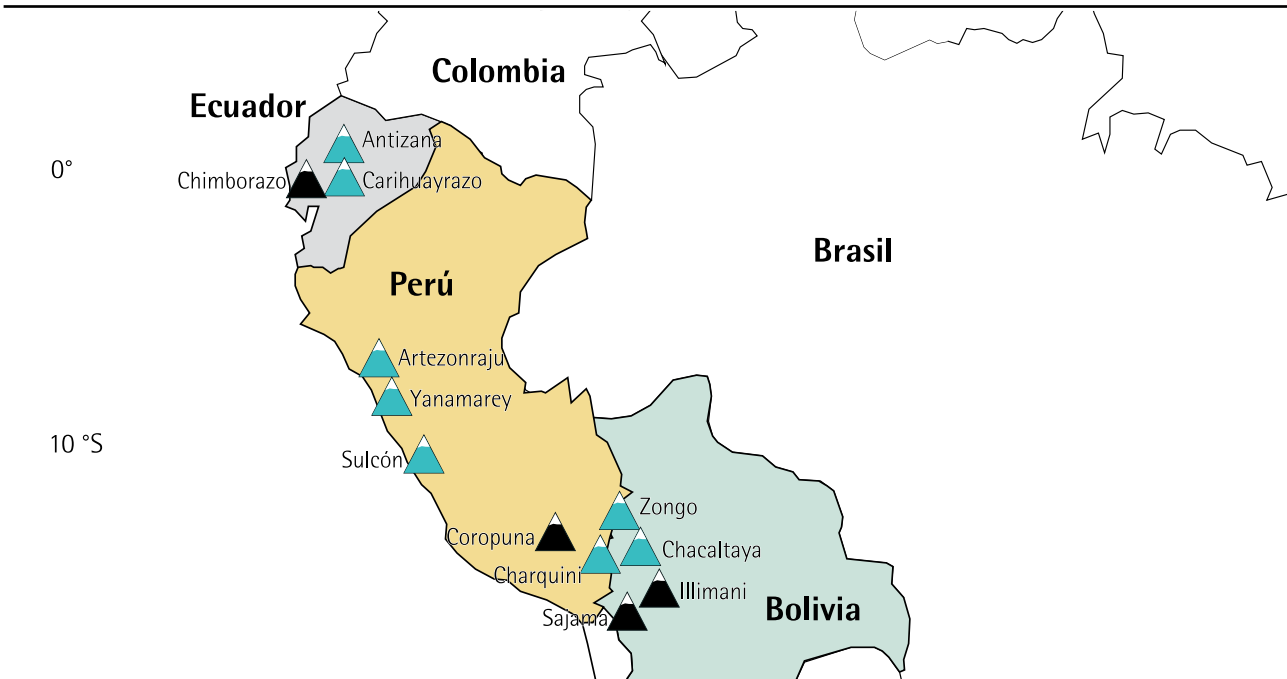 Colombia
Ecuador
Antizana
0°
Chimborazo
Carihuayrazo
Brasil
Perú
Artezonraju
Yanamarey
10 °S
Sulcón
Zongo
Coropuna
Chacaltaya
Charquini
Illimani
Bolivia
Sajama